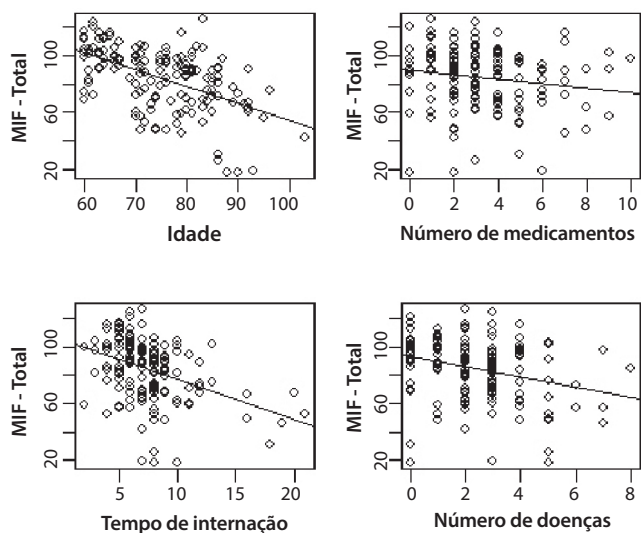 MIF - Total
100
60
20
60 70 80 90 100
Idade
MIF - Total
100
60
20
0 2 4 6 8 10
Número de medicamentos
MIF - Total
100
60
20
5 10 15 20
Tempo de internação
MIF - Total
100
60
20
0 2 4 6 8
Número de doenças